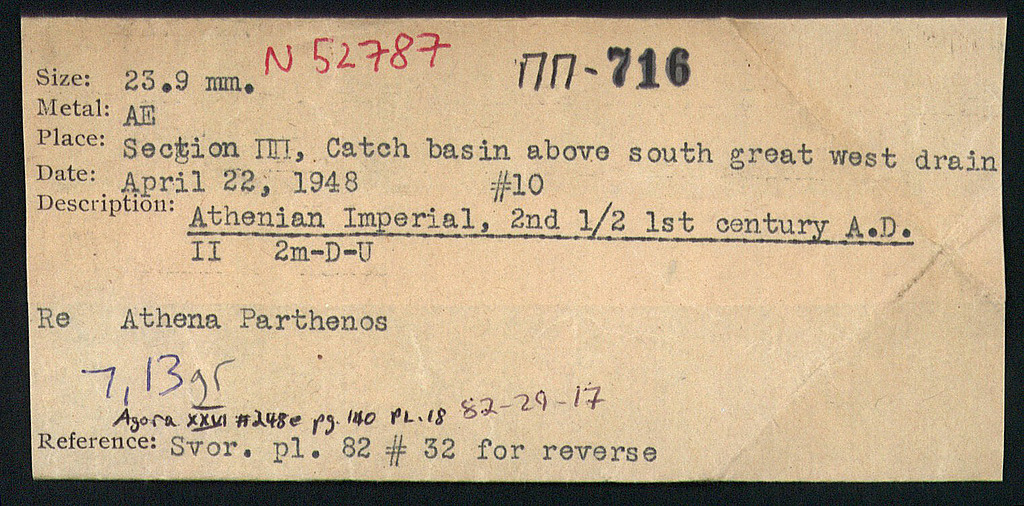 N 52787
ΠΠ-716
Size: 23.9 mm.
Metal: AE
Place: Section ΠΠ, Catch basin above south great west drain
Date: April 22, 1948 #10
Description: Athenian Imperial, 2nd 1/2 1st century A.D.
II 2m-D-U
Re Athena Parthenos
7,13gr
Agora XXVI #248e pg. 140 PL.18 82-29-17
Reference: Svor. pl. 82 # 32 for reverse